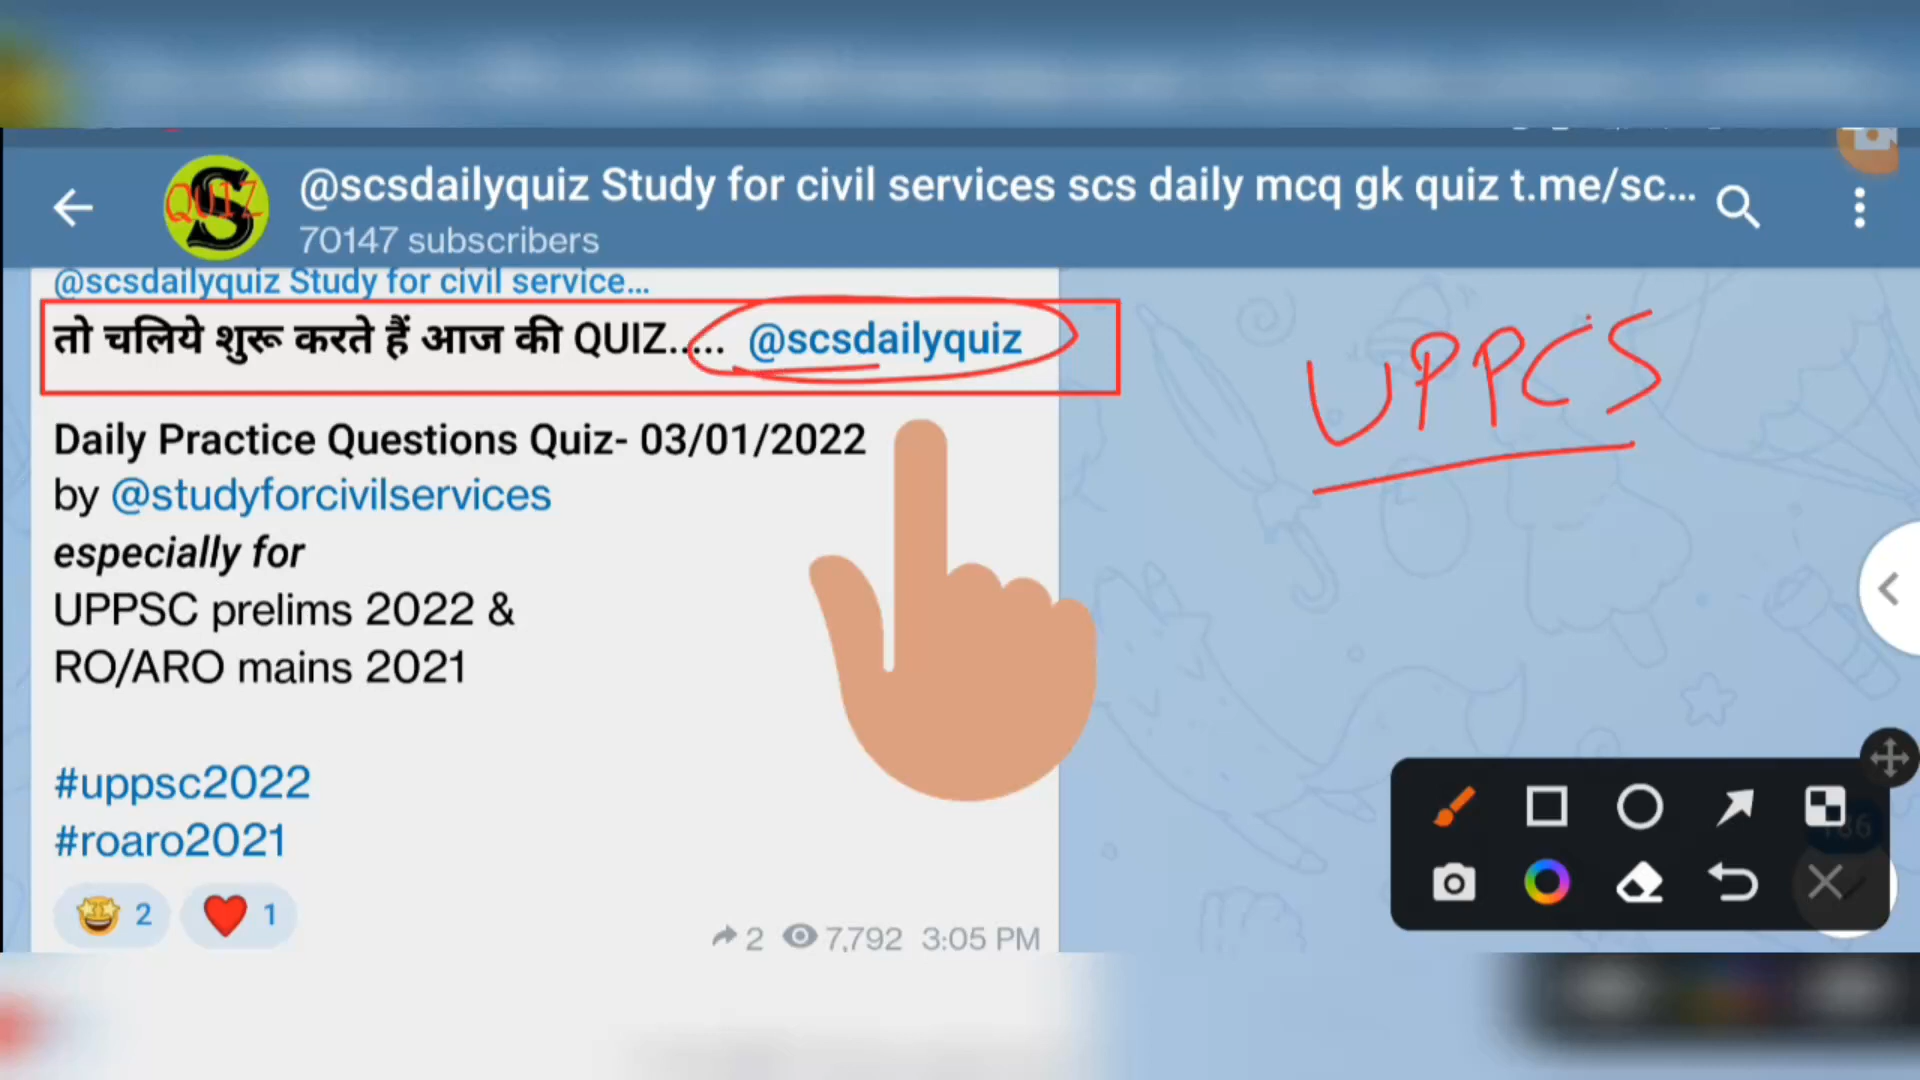 @scsdailyquiz Study for civil services scs daily mcq gk quiz t.me/sc...
QUIZ S
70147 subscribers
@scsdailyquiz Study for civil service...
तो चलिये शुरू करते हैं आज की QUIZ..... @scsdailyquiz
UPPCS
Daily Practice Questions Quiz- 03/01/2022
by @studyforcivilservices
especially for
UPPSC prelims 2022 &
RO/ARO mains 2021
#uppsc2022
#roaro2021
2 1
2 7,792 3:05 PM
186